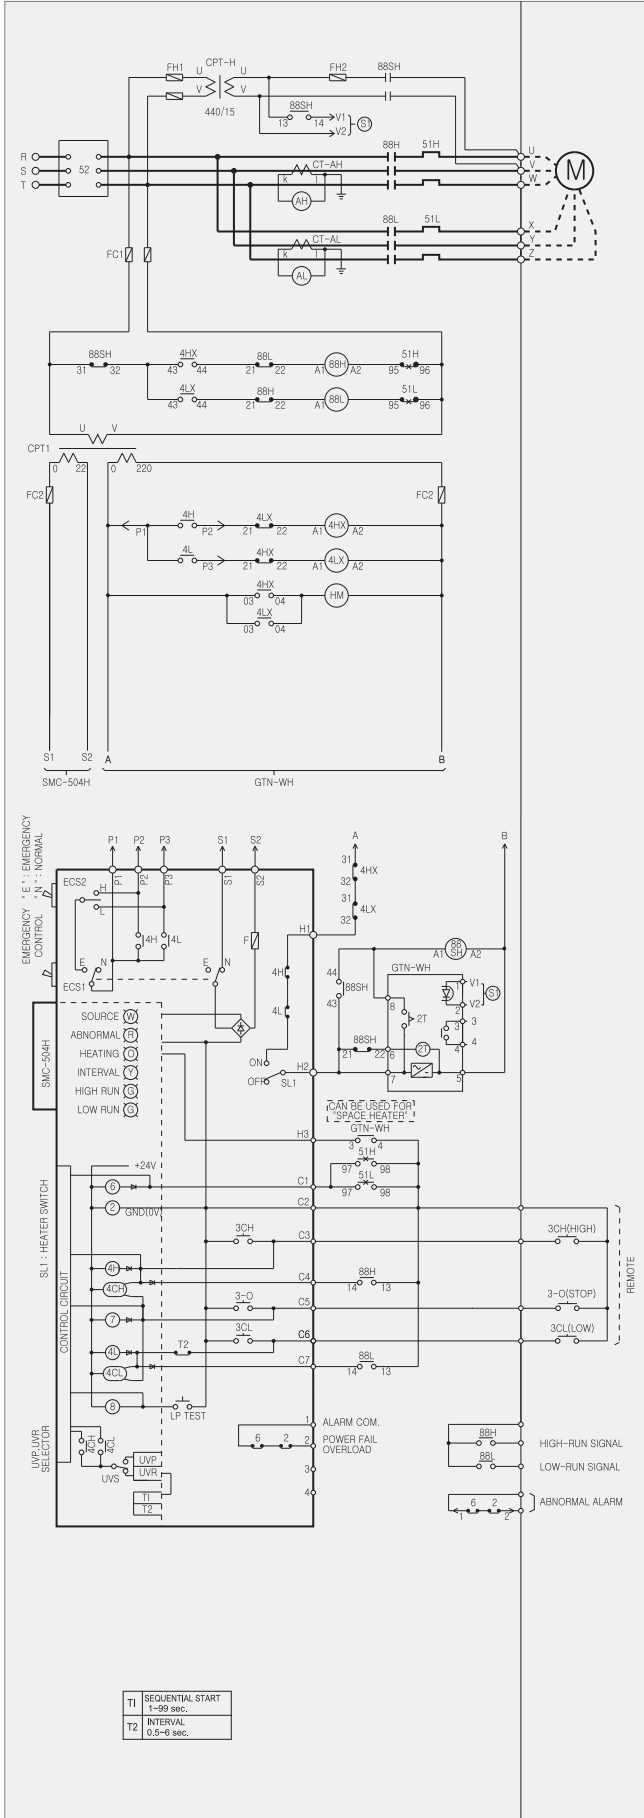 FH1 CPT-H U U V V 440/15 FH2 88SH
88SH 13 14 V1 V2 S1
R S T 52
CT-AH k l AH 88H 51H U V W M
CT-AL k l AL 88L 51L X Y Z
FC1
88SH 31 32 4HX 43 44 88L 21 22 88H A1 A2 51H 95 96
4LX 43 44 88H 21 22 88L A1 51L 95 96
U V
CPT1 0 22 0 220
FC2 FC2
P1 4H P2 4LX 21 22 4HX A1 A2
4L P3 4HX 21 22 4LX A1 A2
4HX 03 04 HM
4LX 03 04
S1 S2 A B
SMC-504H GTN-WH
P1 P2 P3 S1 S2 A B
EMERGENCY CONTROL
"E" : EMERGENCY
"N" : NORMAL
ECS2 H L P1 P2 P3 S1 S2
31 32 4HX
31 32 4LX
H1
4H 4L F
E N ECS1 E N
4H 4L
44 43 88SH
88SH A1 A2
GTN-WH
8 2T 1 V1 2 V2 S1
3 3 4 4
88SH 21 22 6 2T
7 5
SMC-504H
SOURCE W
ABNORMAL R
HEATING O
INTERVAL Y
HIGH RUN G
LOW RUN G
ON OFF SL1 H2
CAN BE USED FOR
"SPACE HEATER"
H3 GTN-WH 3 4
51H 97 98
51L 97 98
SL1 : HEATER SWITCH
CONTROL CIRCUIT
+24V
6 C1
2 GND(0V) C2
3CH C3 3CH(HIGH)
4H
4CH C4 88H 14 13
3-O C5 3-O(STOP)
7
3CL C6 3CL(LOW)
4L T2
4CL C7 88L 14 13
REMOTE
8 LP TEST
UVP,UVR
SELECTOR
4CH 4CL
UVS UVP UVR
TI
T2
6 2
1 ALARM COM.
2 POWER FAIL
OVERLOAD
3
4
88H HIGH-RUN SIGNAL
88L LOW-RUN SIGNAL
6 2 1 2 ABNORMAL ALARM
TI SEQUENTIAL START
1~99 sec.
T2 INTERVAL
0.5~6 sec.